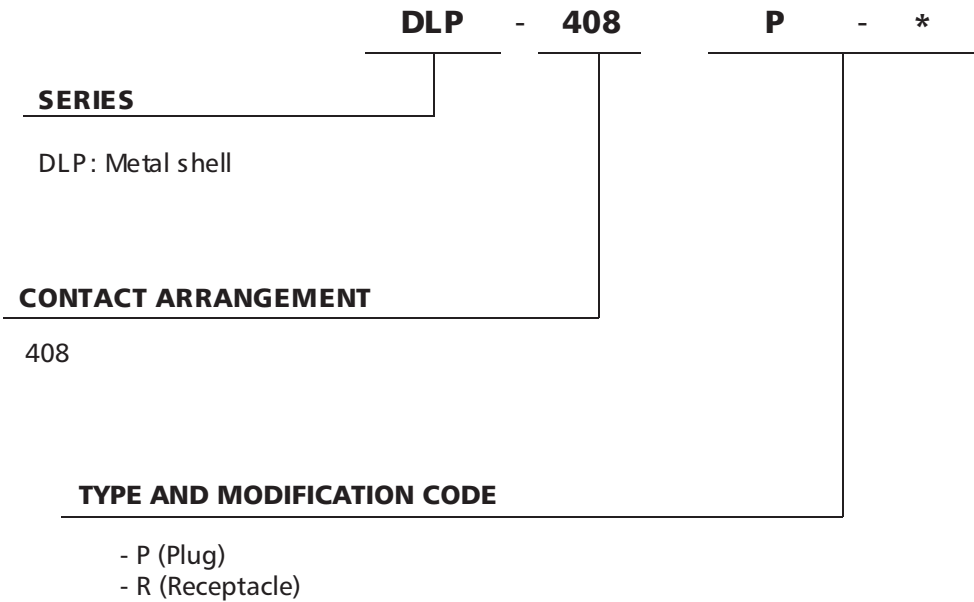 DLP - 408 P - *
SERIES
DLP: Metal shell
CONTACT ARRANGEMENT
408
TYPE AND MODIFICATION CODE
- P (Plug)
- R (Receptacle)